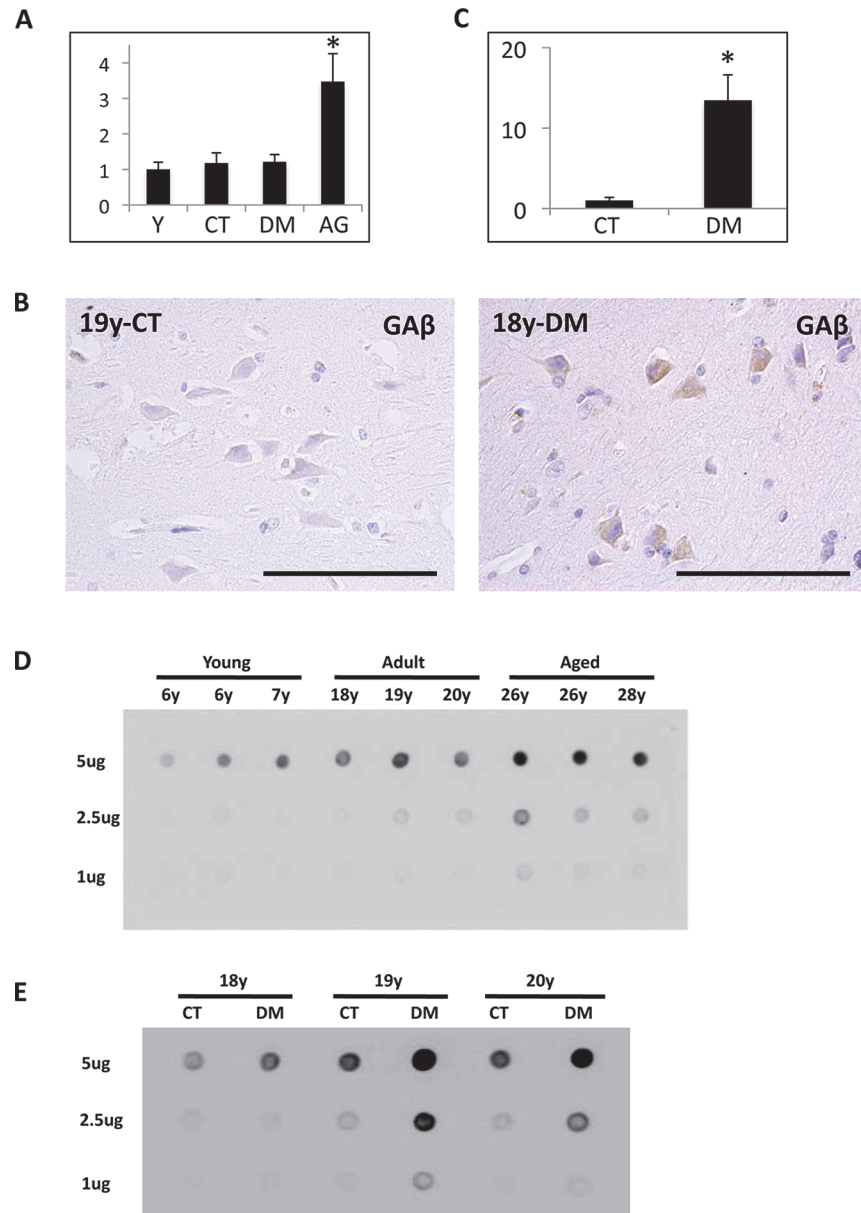 A
*
4
3
2
1
0
Y CT DM AG
C
20
*
10
0
CT DM
B
19y-CT GAβ
18y-DM GAβ
D
Young Adult Aged
6y 6y 7y 18y 19y 20y 26y 26y 28y
5ug
2.5ug
1ug
E
18y 19y 20y
CT DM CT DM CT DM
5ug
2.5ug
1ug